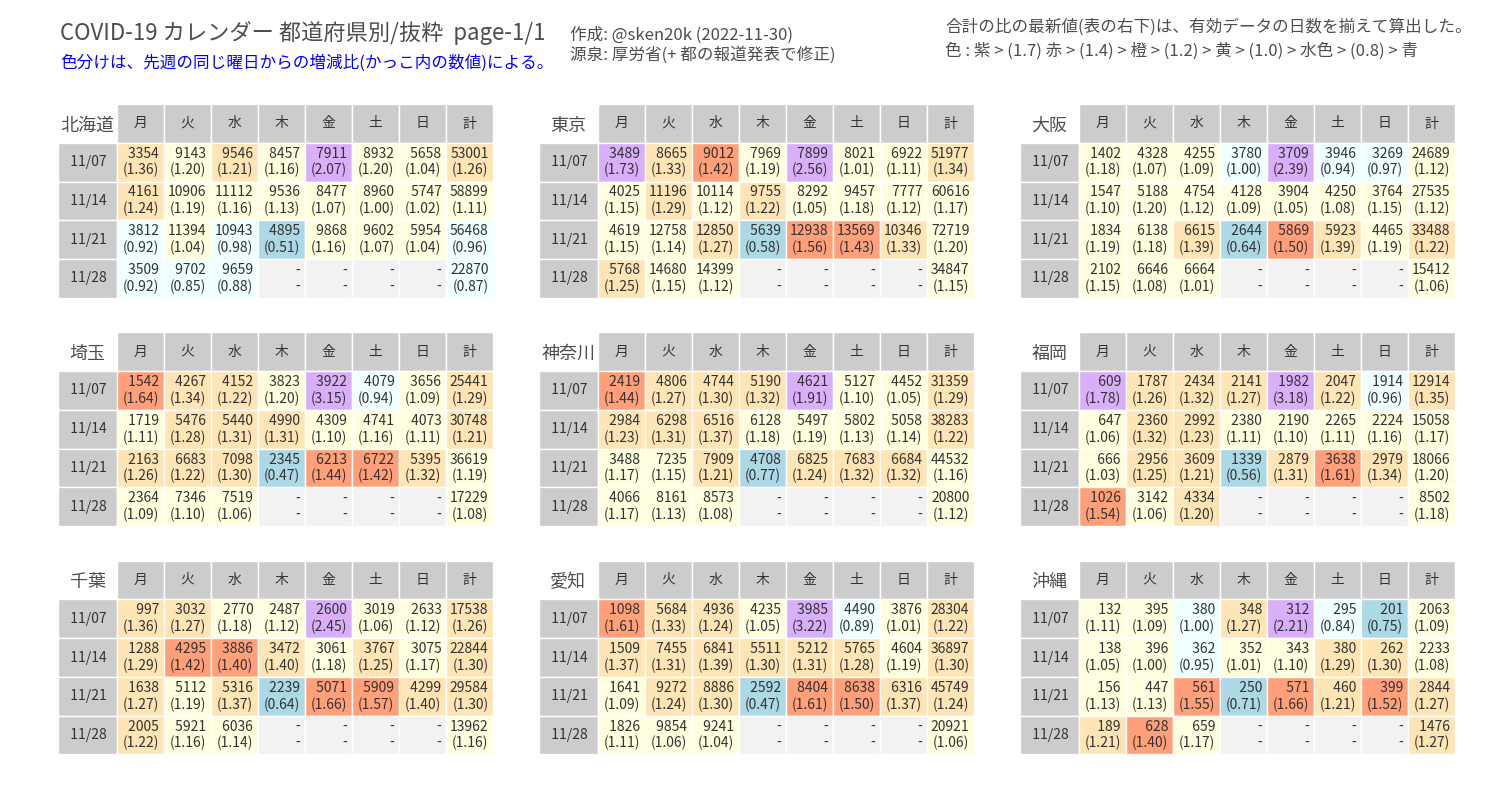 COVID-19 カレンダー 都道府県別/抜粋 page-1/1
色分けは、先週の同じ曜日からの増減比(かっこ内の数値)による。
作成: @sken20k (2022-11-30)
源泉: 厚労省(+ 都の報道発表で修正)
合計の比の最新値(表の右下)は、有効データの日数を揃えて算出した。
色 : 紫 > (1.7) 赤 > (1.4) > 橙 > (1.2) > 黄 > (1.0) > 水色 > (0.8) > 青
北海道 月 火 水 木 金 土 日 計
11/07 3354 9143 9546 8457 7911 8932 5658 53001
(1.36) (1.20) (1.21) (1.16) (2.07) (1.20) (1.04) (1.26)
11/14 4161 10906 11112 9536 8477 8960 5747 58899
(1.24) (1.19) (1.16) (1.13) (1.07) (1.00) (1.02) (1.11)
11/21 3812 11394 10943 4895 9868 9602 5954 56468
(0.92) (1.04) (0.98) (0.51) (1.16) (1.07) (1.04) (0.96)
11/28 3509 9702 9659 - - - - 22870
(0.92) (0.85) (0.88) - - - - (0.87)
東京 月 火 水 木 金 土 日 計
11/07 3489 8665 9012 7969 7899 8021 6922 51977
(1.73) (1.33) (1.42) (1.19) (2.56) (1.01) (1.11) (1.34)
11/14 4025 11196 10114 9755 8292 9457 7777 60616
(1.15) (1.29) (1.12) (1.22) (1.05) (1.18) (1.12) (1.17)
11/21 4619 12758 12850 5639 12938 13569 10346 72719
(1.15) (1.14) (1.27) (0.58) (1.56) (1.43) (1.33) (1.20)
11/28 5768 14680 14399 - - - - 34847
(1.25) (1.15) (1.12) - - - - (1.15)
大阪 月 火 水 木 金 土 日 計
11/07 1402 4328 4255 3780 3709 3946 3269 24689
(1.18) (1.07) (1.09) (1.00) (2.39) (0.94) (0.97) (1.12)
11/14 1547 5188 4754 4128 3904 4250 3764 27535
(1.10) (1.20) (1.12) (1.09) (1.05) (1.08) (1.15) (1.12)
11/21 1834 6138 6615 2644 5869 5923 4465 33488
(1.19) (1.18) (1.39) (0.64) (1.50) (1.39) (1.19) (1.22)
11/28 2102 6646 6664 - - - - 15412
(1.15) (1.08) (1.01) - - - - (1.06)
埼玉 月 火 水 木 金 土 日 計
11/07 1542 4267 4152 3823 3922 4079 3656 25441
(1.64) (1.34) (1.22) (1.20) (3.15) (0.94) (1.09) (1.29)
11/14 1719 5476 5440 4990 4309 4741 4073 30748
(1.11) (1.28) (1.31) (1.31) (1.10) (1.16) (1.11) (1.21)
11/21 2163 6683 7098 2345 6213 6722 5395 36619
(1.26) (1.22) (1.30) (0.47) (1.44) (1.42) (1.32) (1.19)
11/28 2364 7346 7519 - - - - 17229
(1.09) (1.10) (1.06) - - - - (1.08)
神奈川 月 火 水 木 金 土 日 計
11/07 2419 4806 4744 5190 4621 5127 4452 31359
(1.44) (1.27) (1.30) (1.32) (1.91) (1.10) (1.05) (1.29)
11/14 2984 6298 6516 6128 5497 5802 5058 38283
(1.23) (1.31) (1.37) (1.18) (1.19) (1.13) (1.14) (1.22)
11/21 3488 7235 7909 4708 6825 7683 6684 44532
(1.17) (1.15) (1.21) (0.77) (1.24) (1.32) (1.32) (1.16)
11/28 4066 8161 8573 - - - - 20800
(1.17) (1.13) (1.08) - - - - (1.12)
福岡 月 火 水 木 金 土 日 計
11/07 609 1787 2434 2141 1982 2047 1914 12914
(1.78) (1.26) (1.32) (1.27) (3.18) (1.22) (0.96) (1.35)
11/14 647 2360 2992 2380 2190 2265 2224 15058
(1.06) (1.32) (1.23) (1.11) (1.10) (1.11) (1.16) (1.17)
11/21 666 2956 3609 1339 2879 3638 2979 18066
(1.03) (1.25) (1.21) (0.56) (1.31) (1.61) (1.34) (1.20)
11/28 1026 3142 4334 - - - - 8502
(1.54) (1.06) (1.20) - - - - (1.18)
千葉 月 火 水 木 金 土 日 計
11/07 997 3032 2770 2487 2600 3019 2633 17538
(1.36) (1.27) (1.18) (1.12) (2.45) (1.06) (1.12) (1.26)
11/14 1288 4295 3886 3472 3061 3767 3075 22844
(1.29) (1.42) (1.40) (1.40) (1.18) (1.25) (1.17) (1.30)
11/21 1638 5112 5316 2239 5071 5909 4299 29584
(1.27) (1.19) (1.37) (0.64) (1.66) (1.57) (1.40) (1.30)
11/28 2005 5921 6036 - - - - 13962
(1.22) (1.16) (1.14) - - - - (1.16)
愛知 月 火 水 木 金 土 日 計
11/07 1098 5684 4936 4235 3985 4490 3876 28304
(1.61) (1.33) (1.24) (1.05) (3.22) (0.89) (1.01) (1.22)
11/14 1509 7455 6841 5511 5212 5765 4604 36897
(1.37) (1.31) (1.39) (1.30) (1.31) (1.28) (1.19) (1.30)
11/21 1641 9272 8886 2592 8404 8638 6316 45749
(1.09) (1.24) (1.30) (0.47) (1.61) (1.50) (1.37) (1.24)
11/28 1826 9854 9241 - - - - 20921
(1.11) (1.06) (1.04) - - - - (1.06)
沖縄 月 火 水 木 金 土 日 計
11/07 132 395 380 348 312 295 201 2063
(1.11) (1.09) (1.00) (1.27) (2.21) (0.84) (0.75) (1.09)
11/14 138 396 362 352 343 380 262 2233
(1.05) (1.00) (0.95) (1.01) (1.10) (1.29) (1.30) (1.08)
11/21 156 447 561 250 571 460 399 2844
(1.13) (1.13) (1.55) (0.71) (1.66) (1.21) (1.52) (1.27)
11/28 189 628 659 - - - - 1476
(1.21) (1.40) (1.17) - - - - (1.27)